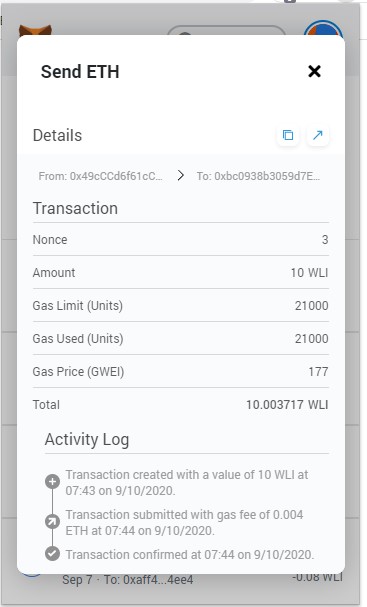 Send ETH
Details
From: 0x49cCCd6f61cC... > To: 0xbc0938b3059d7E...
Transaction
Nonce 3
Amount 10 WLI
Gas Limit (Units) 21000
Gas Used (Units) 21000
Gas Price (GWEI) 177
Total 10.003717 WLI
Activity Log
Transaction created with a value of 10 WLI at
07:43 on 9/10/2020.
Transaction submitted with gas fee of 0.004
ETH at 07:44 on 9/10/2020.
Transaction confirmed at 07:44 on 9/10/2020.
Sep 7 · To: 0xaff4...4ee4 -0.08 WLI